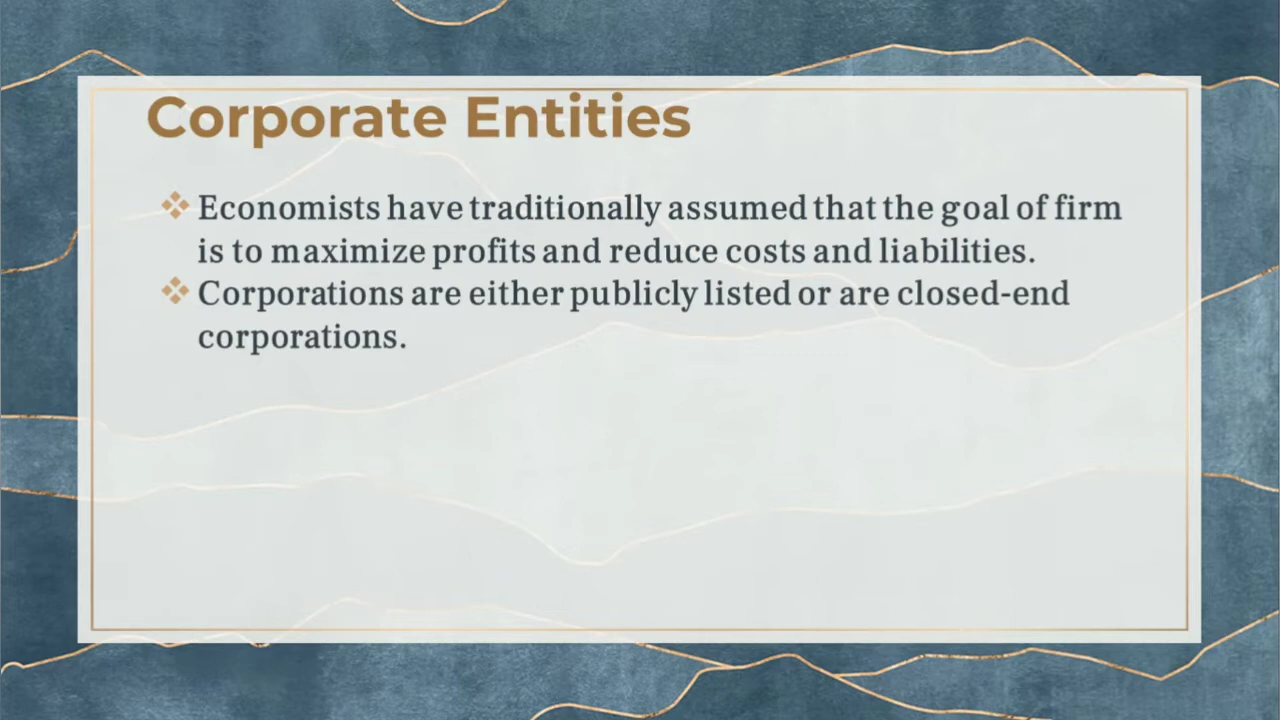 Corporate Entities
Economists have traditionally assumed that the goal of firm
is to maximize profits and reduce costs and liabilities.
Corporations are either publicly listed or are closed-end
corporations.